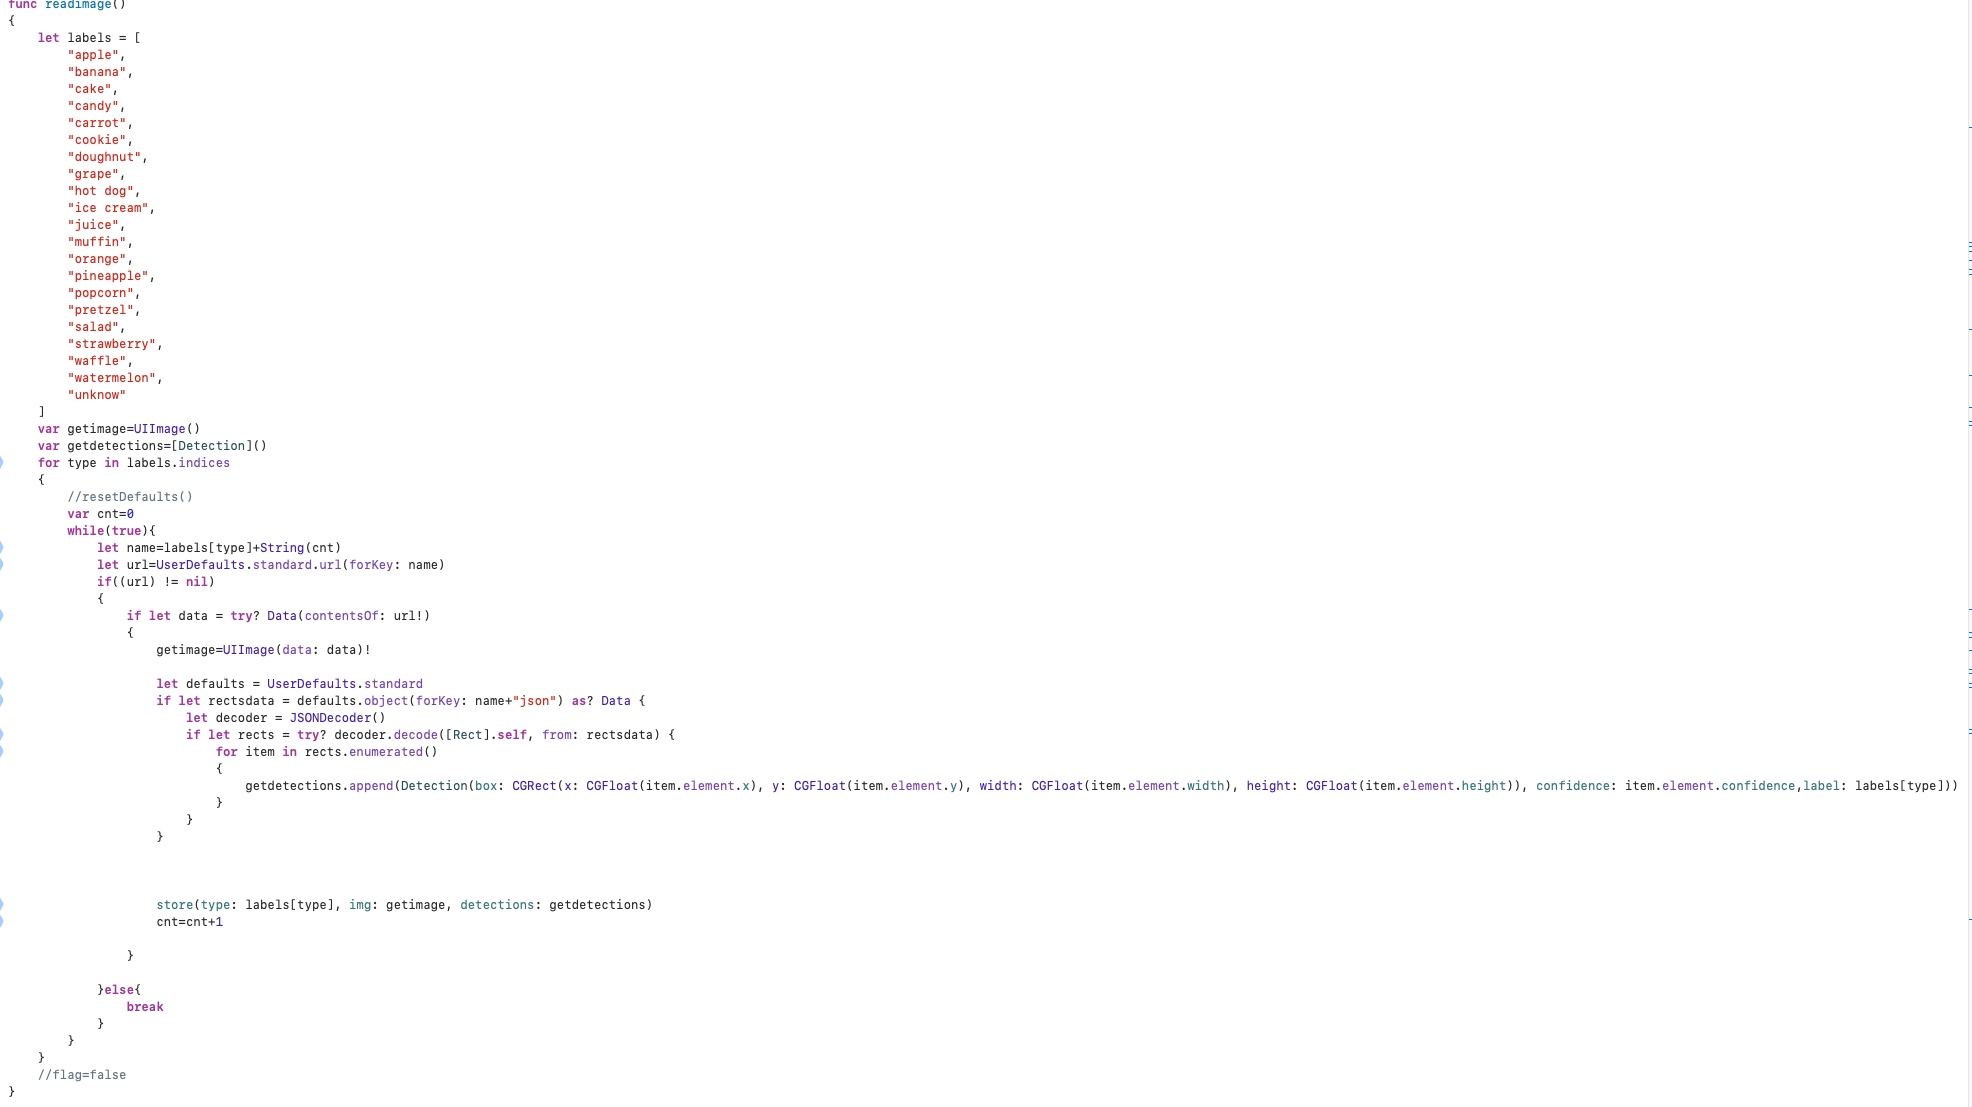 func readimage()
{
    let labels = [
        "apple",
        "banana",
        "cake",
        "candy",
        "carrot",
        "cookie",
        "doughnut",
        "grape",
        "hot dog",
        "ice cream",
        "juice",
        "muffin",
        "orange",
        "pineapple",
        "popcorn",
        "pretzel",
        "salad",
        "strawberry",
        "waffle",
        "watermelon",
        "unknow"
    ]
    var getimage=UIImage()
    var getdetections=[Detection]()
    for type in labels.indices
    {
        //resetDefaults()
        var cnt=0
        while(true){
            let name=labels[type]+String(cnt)
            let url=UserDefaults.standard.url(forKey: name)
            if((url) != nil)
            {
                if let data = try? Data(contentsOf: url!)
                {
                    getimage=UIImage(data: data)!
                    let defaults = UserDefaults.standard
                    if let rectsdata = defaults.object(forKey: name+"json") as? Data {
                        let decoder = JSONDecoder()
                        if let rects = try? decoder.decode([Rect].self, from: rectsdata) {
                            for item in rects.enumerated()
                            {
                                getdetections.append(Detection(box: CGRect(x: CGFloat(item.element.x), y: CGFloat(item.element.y), width: CGFloat(item.element.width), height: CGFloat(item.element.height)), confidence: item.element.confidence,label: labels[type]))
                            }
                        }
                    }
                    store(type: labels[type], img: getimage, detections: getdetections)
                    cnt=cnt+1
                }
            }else{
                break
            }
        }
    }
    //flag=false
}